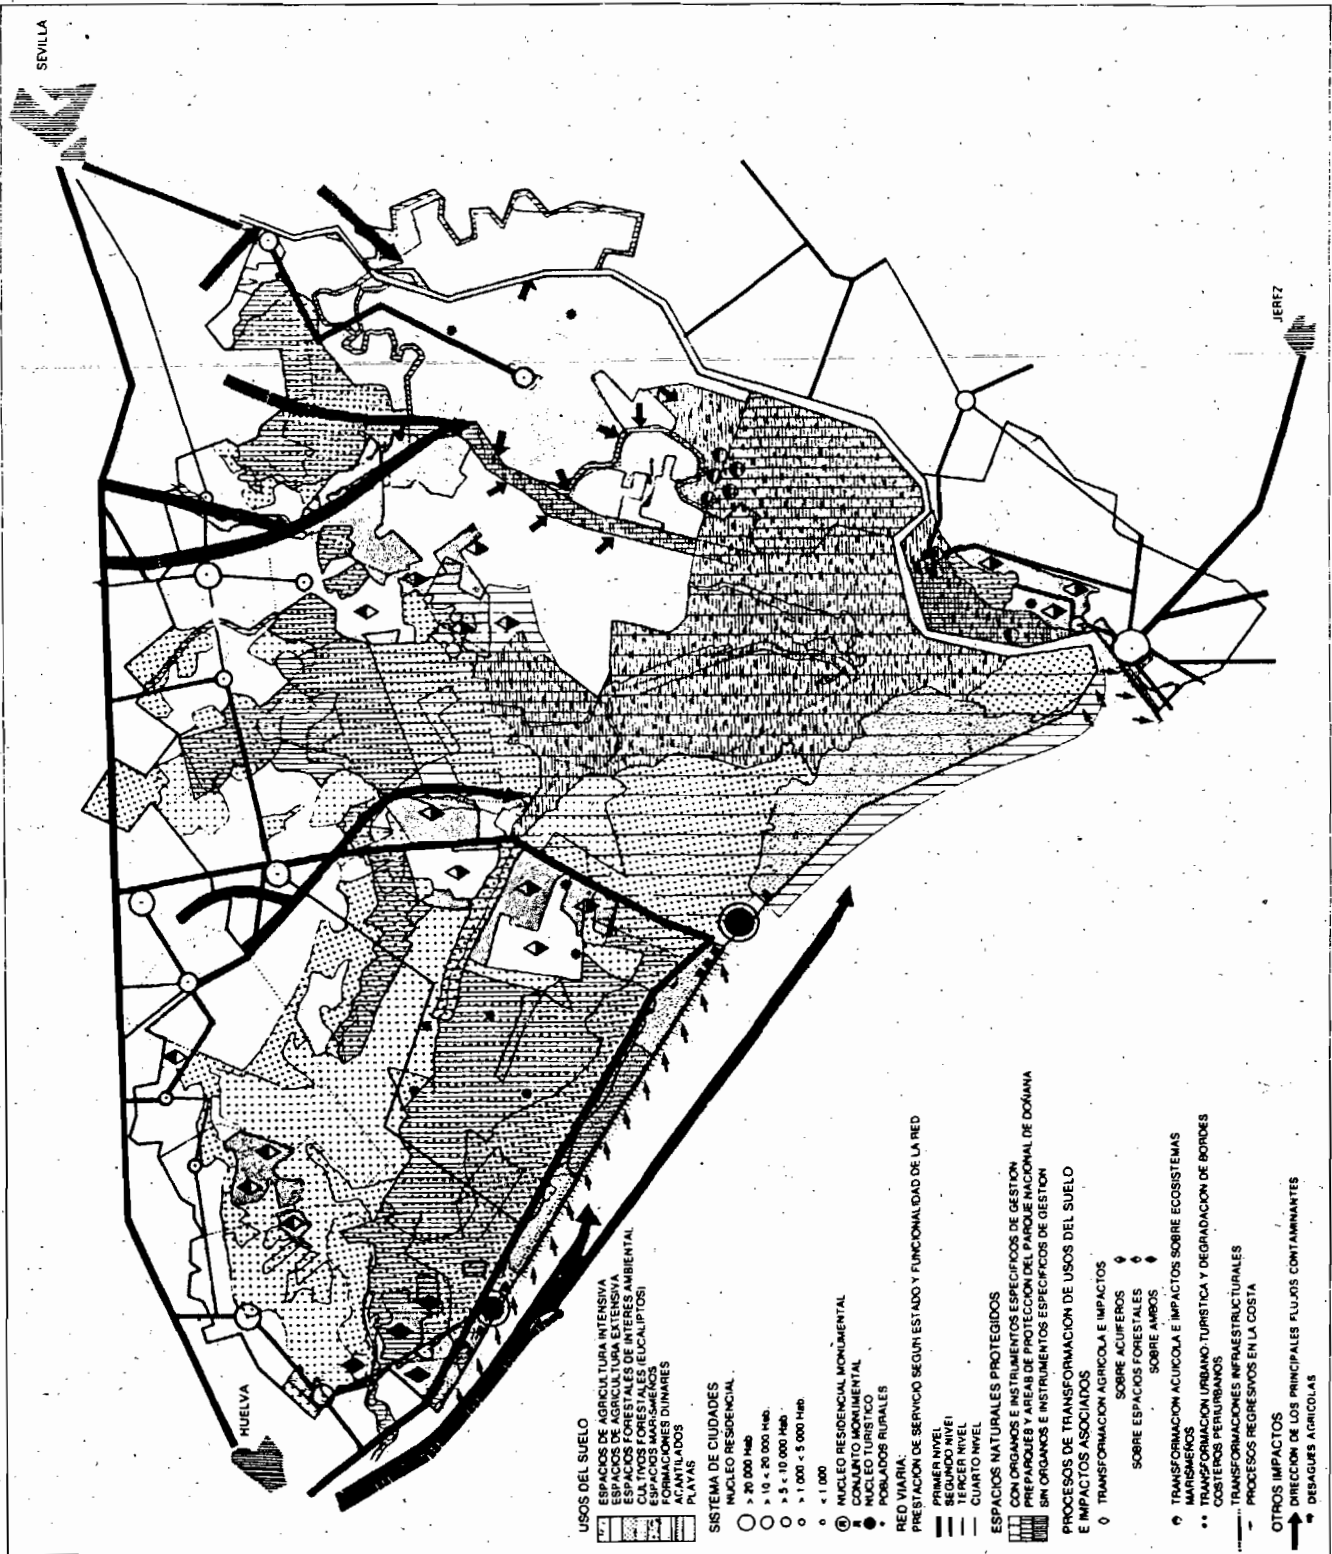 SEVILLA
HUELVA
JEREZ
USOS DEL SUELO
ESPACIOS DE AGRICULTURA INTENSIVA
ESPACIOS DE AGRICULTURA EXTENSIVA
ESPACIOS FORESTALES DE INTERES AMBIENTAL
CULTIVOS FORESTALES (EUCALIPTOS)
ESPACIOS MARISMEÑOS
FORMACIONES DUNARES
ACANTILADOS
PLAYAS
SISTEMA DE CIUDADES
NUCLEO RESIDENCIAL
> 20 000 Hab
> 10 < 20 000 Hab.
> 5 < 10 000 Hab
> 1 000 < 5 000 Hab.
< 1 000
NUCLEO RESIDENCIAL MONUMENTAL
CONJUNTO MONUMENTAL
NUCLEO TURISTICO
POBLADOS RURALES
RED VIARIA:
PRESTACION DE SERVICIO SEGUN ESTADO Y FUNCIONALIDAD DE LA RED
PRIMER NIVEL
SEGUNDO NIVEL
TERCER NIVEL
CUARTO NIVEL
ESPACIOS NATURALES PROTEGIDOS
CON ORGANOS E INSTRUMENTOS ESPECIFICOS DE GESTION
PREPARQUES Y AREAS DE PROTECCION DEL PARQUE NACIONAL DE DOÑANA
SIN ORGANOS E INSTRUMENTOS ESPECIFICOS DE GESTION
PROCESOS DE TRANSFORMACION DE USOS DEL SUELO
E IMPACTOS ASOCIADOS
TRANSFORMACION AGRICOLA E IMPACTOS
SOBRE ACUIFEROS
SOBRE ESPACIOS FORESTALES
SOBRE AMBOS
TRANSFORMACION ACUICOLA E IMPACTOS SOBRE ECOSISTEMAS
MARISMEÑOS
TRANSFORMACION URBANO-TURISTICA Y DEGRADACION DE BORDES
COSTEROS PERIURBANOS
TRANSFORMACIONES INFRAESTRUCTURALES
PROCESOS REGRESIVOS EN LA COSTA
OTROS IMPACTOS
DIRECCION DE LOS PRINCIPALES FLUJOS CONTAMINANTES
DESAGUES AGRICOLAS